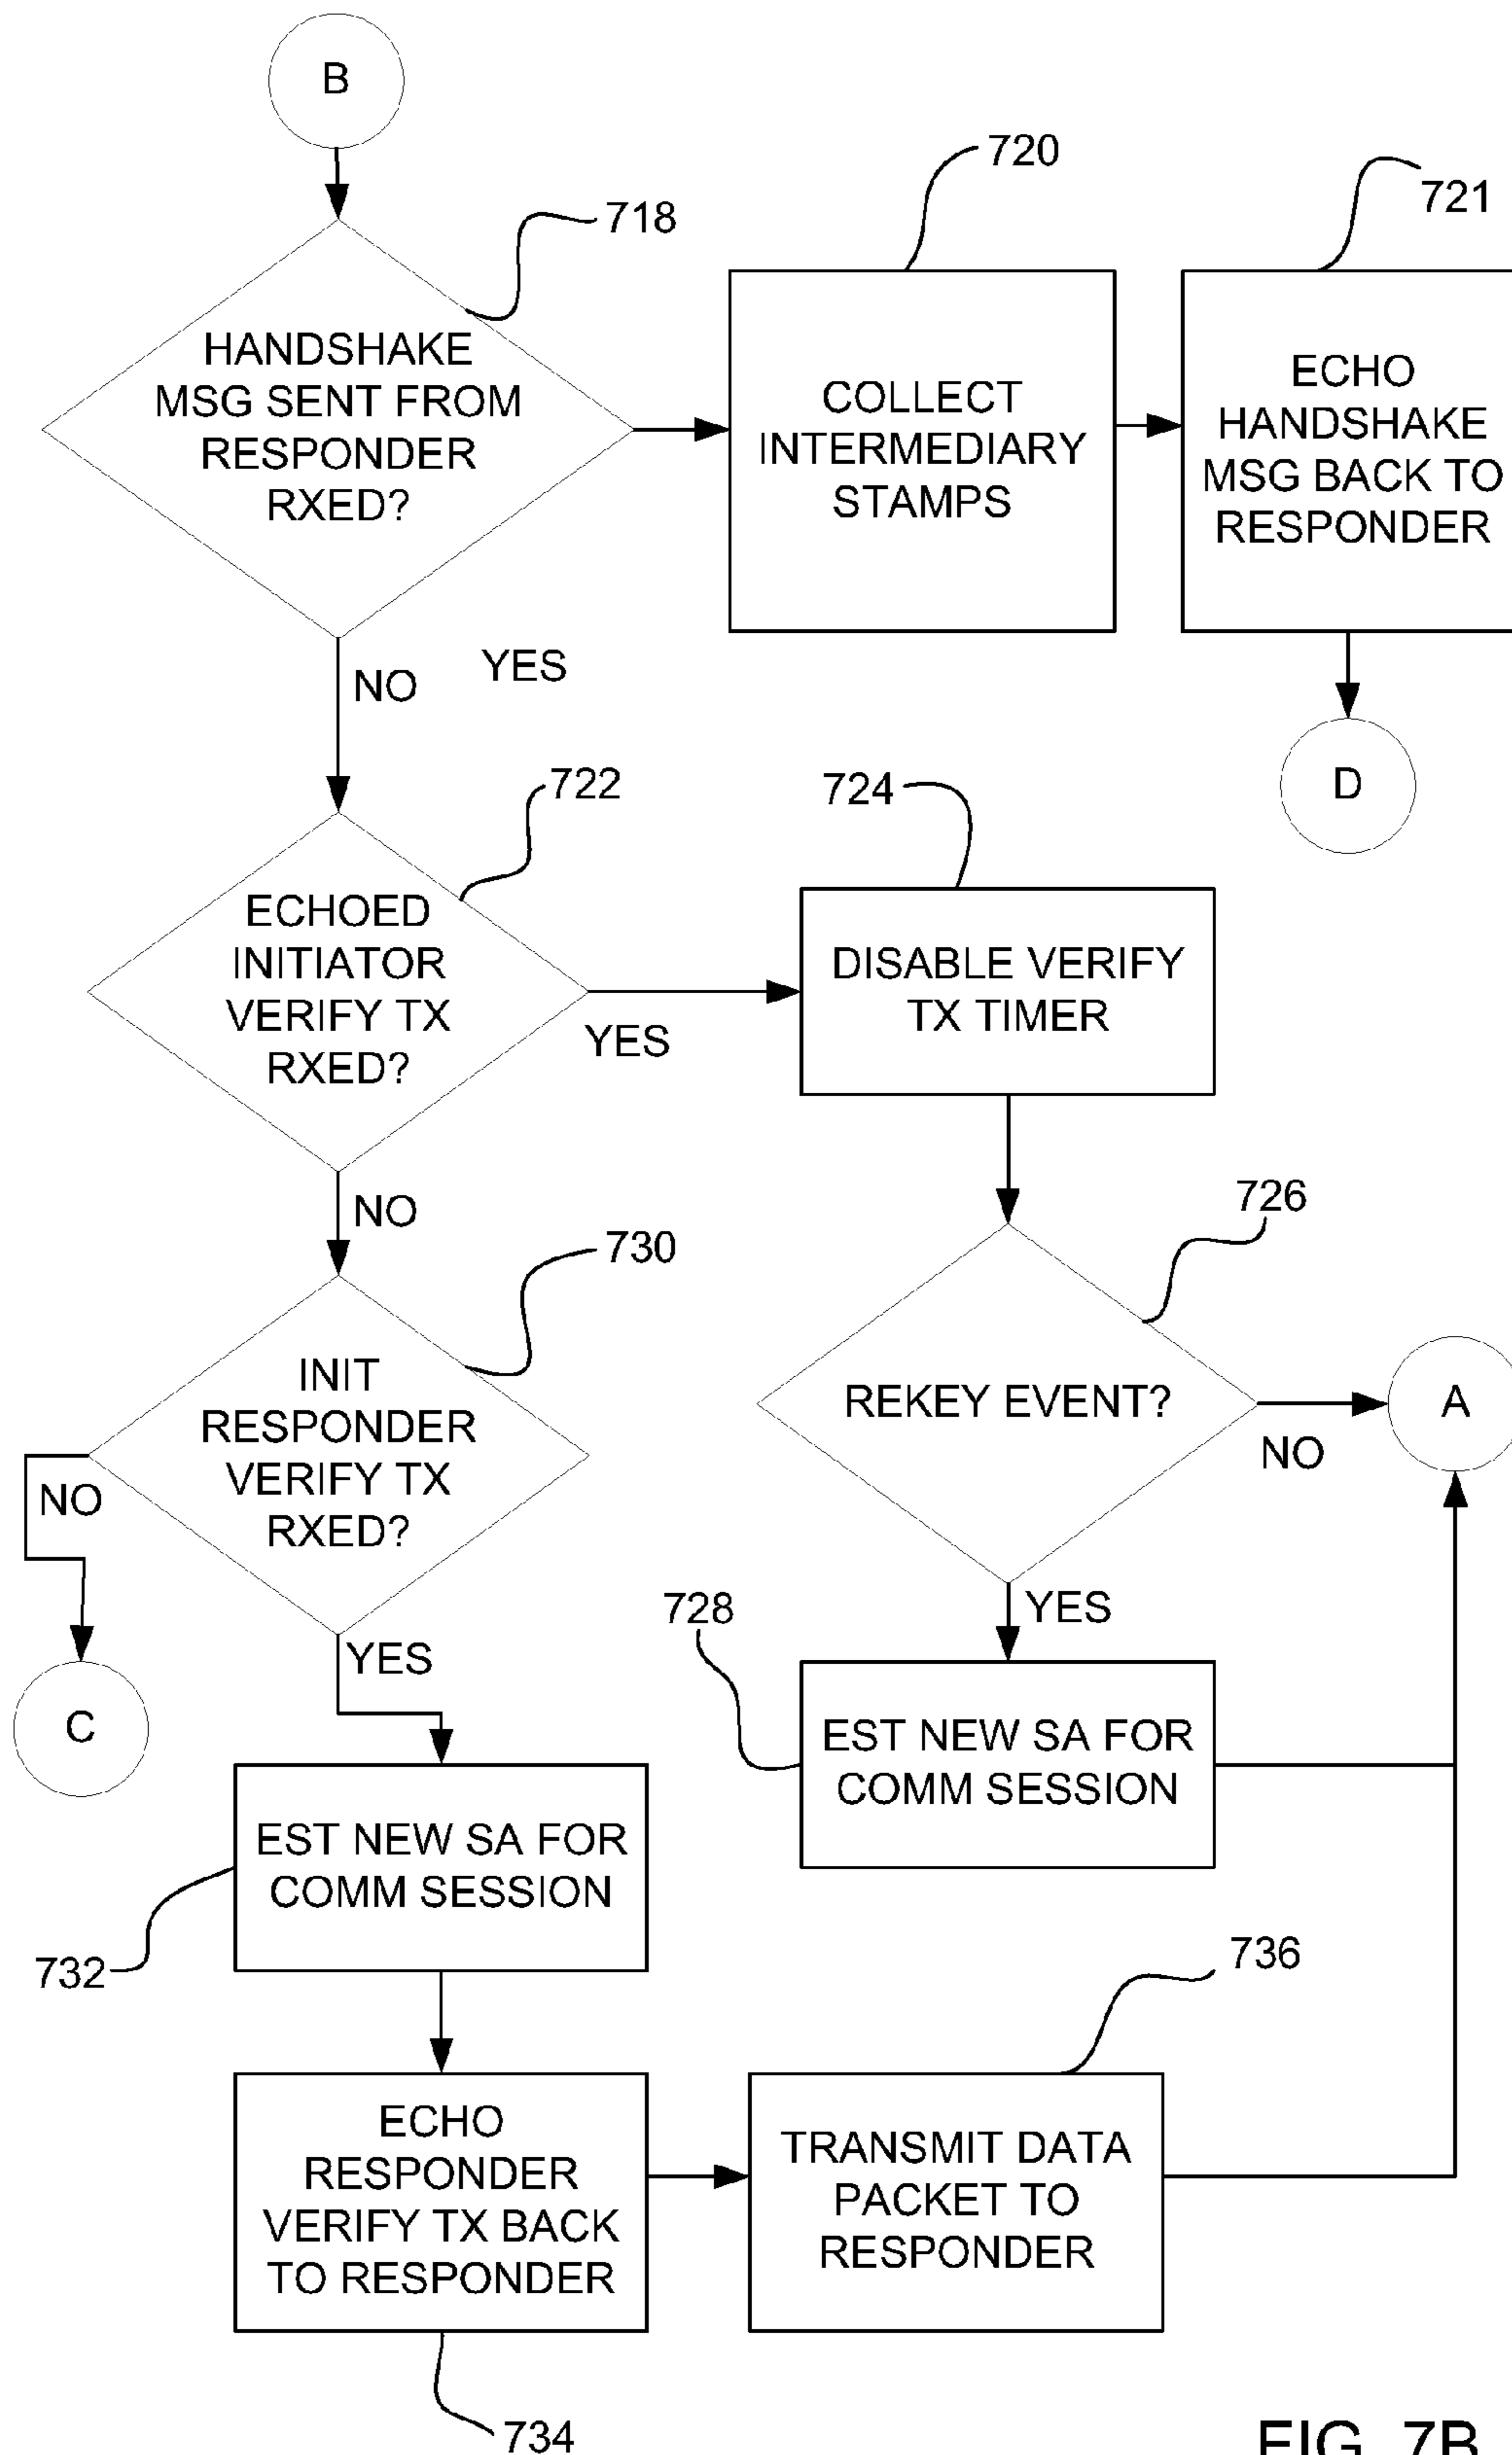 B
718
720
721
HANDSHAKE
MSG SENT FROM
RESPONDER
RXED?
COLLECT
INTERMEDIARY
STAMPS
ECHO
HANDSHAKE
MSG BACK TO
RESPONDER
NO
YES
D
722
724
ECHOED
INITIATOR
VERIFY TX
RXED?
YES
DISABLE VERIFY
TX TIMER
NO
730
726
INIT
RESPONDER
VERIFY TX
RXED?
REKEY EVENT?
NO
A
NO
C
YES
728
YES
EST NEW SA FOR
COMM SESSION
732
EST NEW SA FOR
COMM SESSION
736
ECHO
RESPONDER
VERIFY TX BACK
TO RESPONDER
TRANSMIT DATA
PACKET TO
RESPONDER
734
FIG. 7B